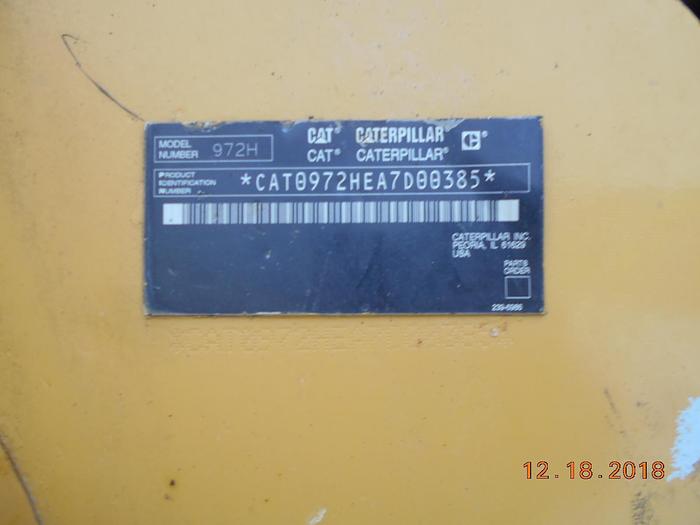 MODEL NUMBER 972H
CAT® CATERPILLAR® C®
CAT® CATERPILLAR®
PRODUCT IDENTIFICATION NUMBER *CAT0972HEA7D00385*
CATERPILLAR INC.
PEORIA, IL 61629
USA
PARTS
ORDER
239-5985
12.18.2018